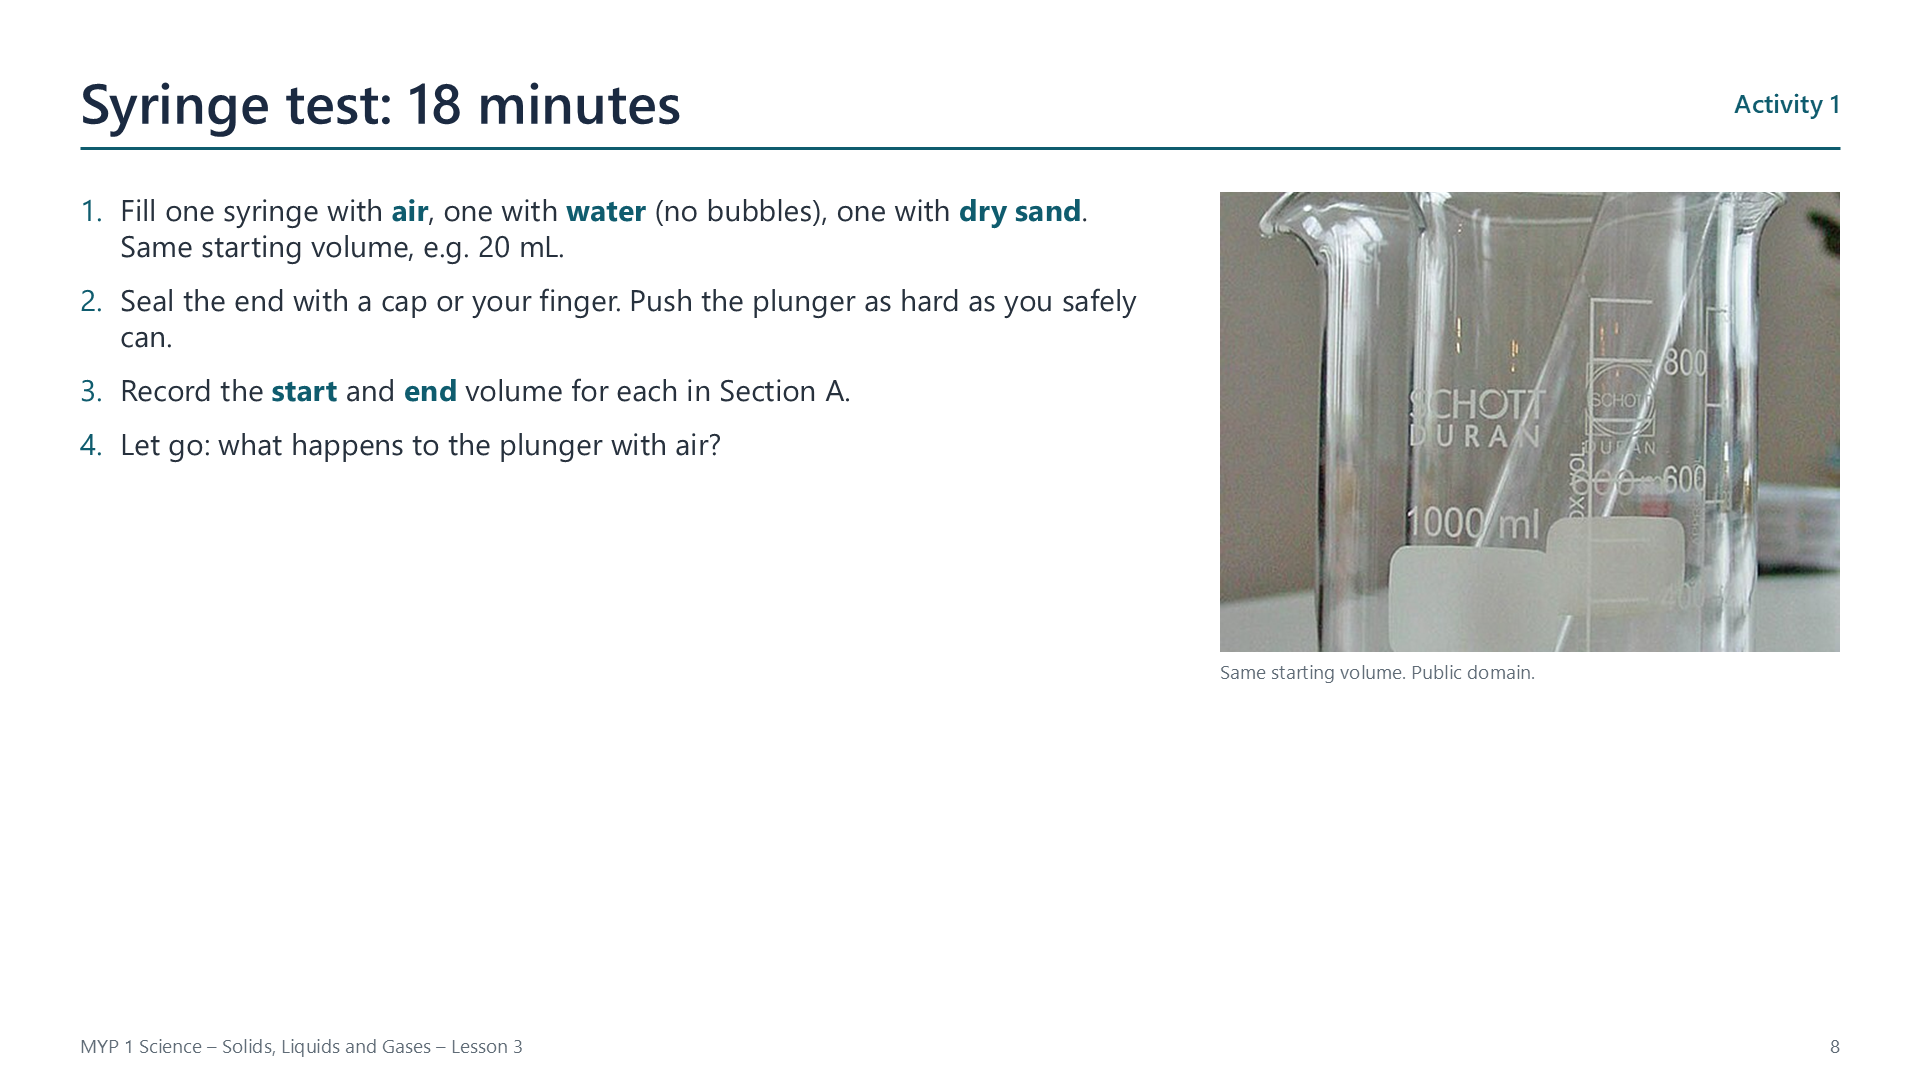 Syringe test: 18 minutes
Activity 1
1. Fill one syringe with air, one with water (no bubbles), one with dry sand.
Same starting volume, e.g. 20 mL.
2. Seal the end with a cap or your finger. Push the plunger as hard as you safely
can.
3. Record the start and end volume for each in Section A.
4. Let go: what happens to the plunger with air?
800
SCHOTT
DURAN
SCHOTT
DURAN
600
1000 ml
400
Same starting volume. Public domain.
MYP 1 Science – Solids, Liquids and Gases – Lesson 3
8